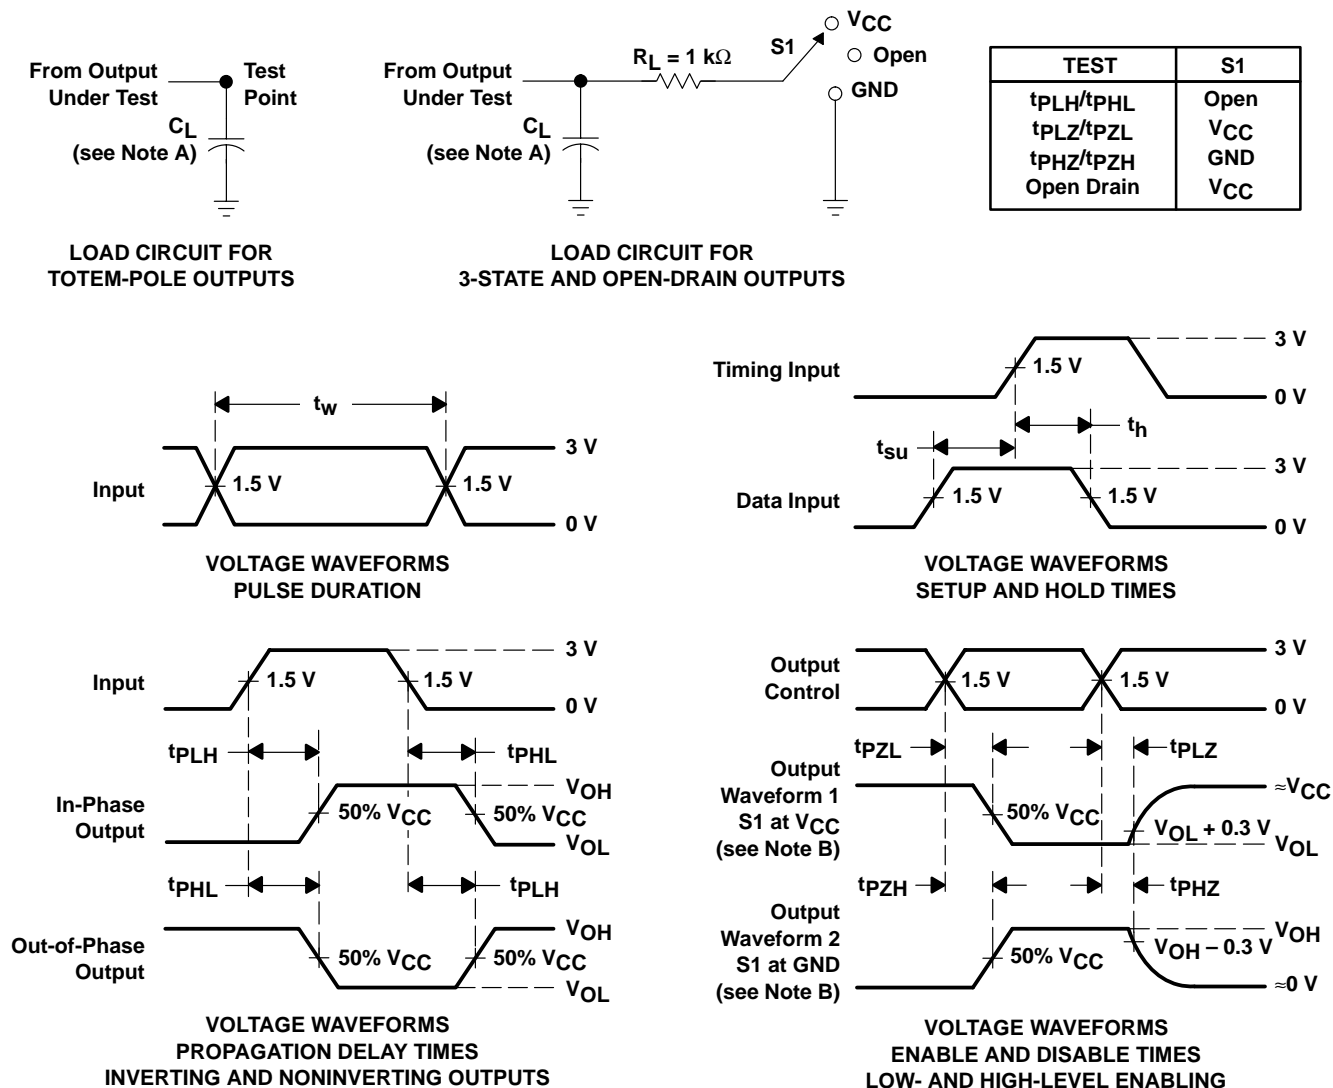 From Output
Under Test
Test
Point
CL
(see Note A)
LOAD CIRCUIT FOR
TOTEM-POLE OUTPUTS
From Output
Under Test
RL = 1 kΩ
S1
VCC
Open
GND
CL
(see Note A)
LOAD CIRCUIT FOR
3-STATE AND OPEN-DRAIN OUTPUTS
TEST S1
tPLH/tPHL Open
tPLZ/tPZL VCC
tPHZ/tPZH GND
Open Drain VCC
tw
Input
1.5 V
1.5 V
3 V
0 V
VOLTAGE WAVEFORMS
PULSE DURATION
Timing Input
1.5 V
3 V
0 V
tsu
th
Data Input
1.5 V
1.5 V
3 V
0 V
VOLTAGE WAVEFORMS
SETUP AND HOLD TIMES
Input
1.5 V
1.5 V
3 V
0 V
tPLH
tPHL
In-Phase
Output
50% VCC
50% VCC
VOH
VOL
tPHL
tPLH
Out-of-Phase
Output
50% VCC
50% VCC
VOH
VOL
VOLTAGE WAVEFORMS
PROPAGATION DELAY TIMES
INVERTING AND NONINVERTING OUTPUTS
Output
Control
1.5 V
1.5 V
3 V
0 V
tPZL
tPLZ
Output
Waveform 1
S1 at VCC
(see Note B)
50% VCC
VOL + 0.3 V
≈VCC
VOL
tPZH
tPHZ
Output
Waveform 2
S1 at GND
(see Note B)
50% VCC
VOH − 0.3 V
VOH
≈0 V
VOLTAGE WAVEFORMS
ENABLE AND DISABLE TIMES
LOW- AND HIGH-LEVEL ENABLING